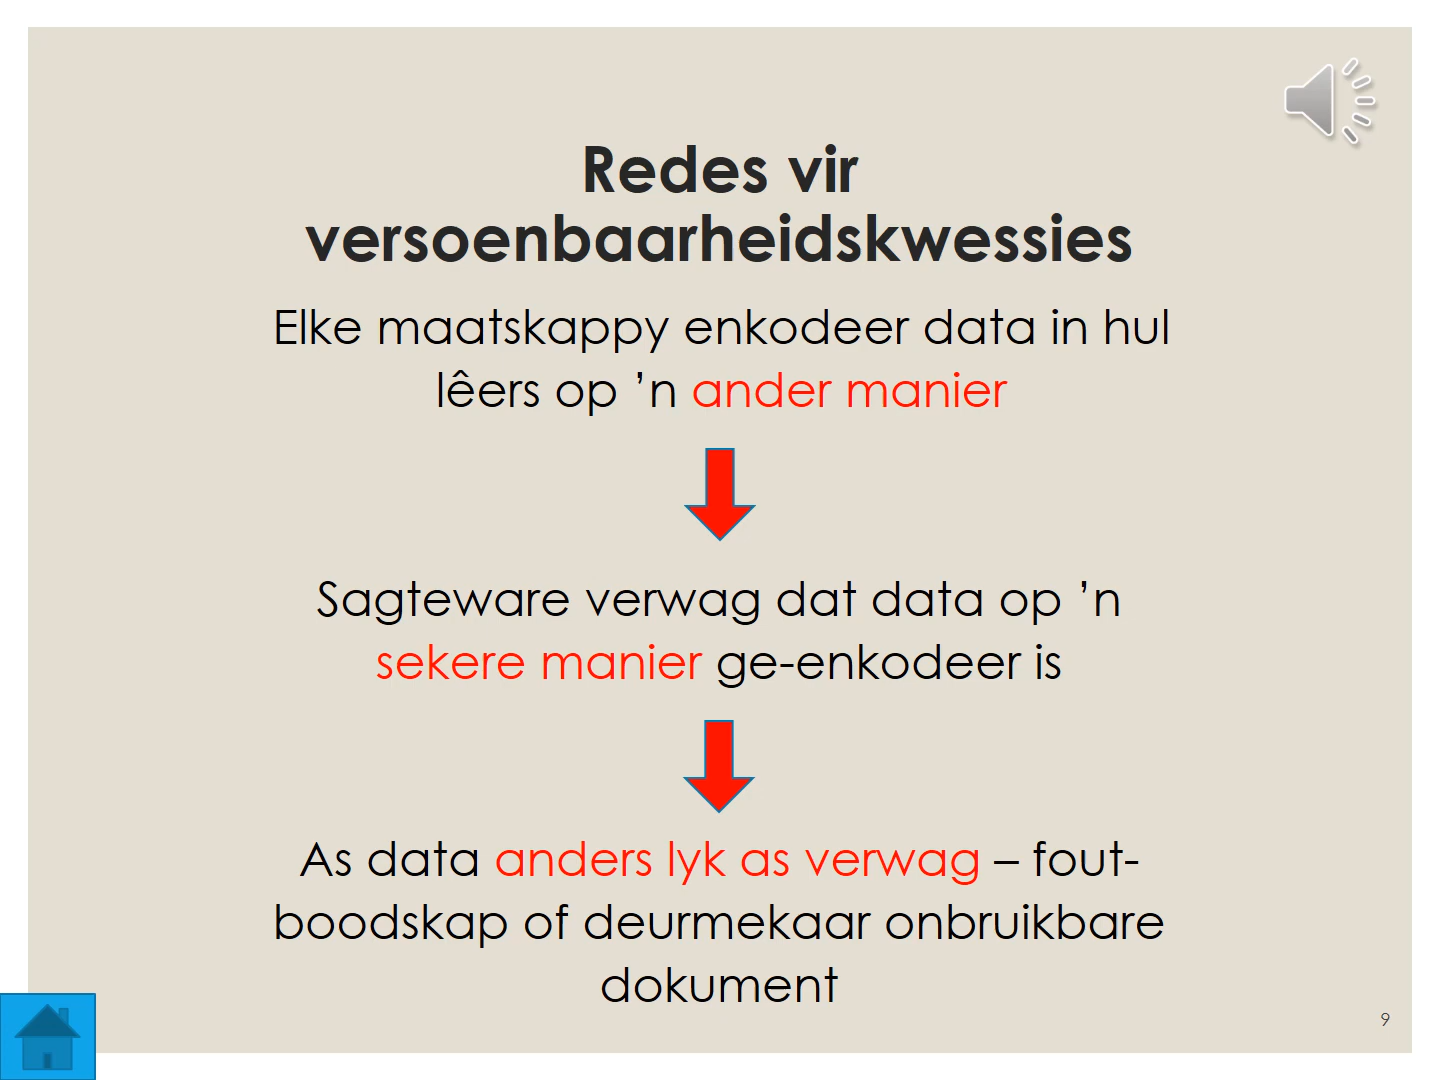 Redes vir
versoenbaarheidskwessies
Elke maatskappy enkodeer data in hul
lêers op ’n ander manier
Sagteware verwag dat data op ’n
sekere manier ge-enkodeer is
As data anders lyk as verwag – fout-
boodskap of deurmekaar onbruikbare
dokument
9